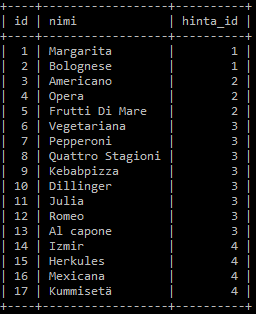 +----+------------------+----------+
| id | nimi             | hinta_id |
+----+------------------+----------+
|  1 | Margarita        |        1 |
|  2 | Bolognese        |        1 |
|  3 | Americano        |        2 |
|  4 | Opera            |        2 |
|  5 | Frutti Di Mare   |        2 |
|  6 | Vegetariana      |        3 |
|  7 | Pepperoni        |        3 |
|  8 | Quattro Stagioni |        3 |
|  9 | Kebabpizza       |        3 |
| 10 | Dillinger        |        3 |
| 11 | Julia            |        3 |
| 12 | Romeo            |        3 |
| 13 | Al capone        |        3 |
| 14 | Izmir            |        4 |
| 15 | Herkules         |        4 |
| 16 | Mexicana         |        4 |
| 17 | Kummisetä        |        4 |
+----+------------------+----------+